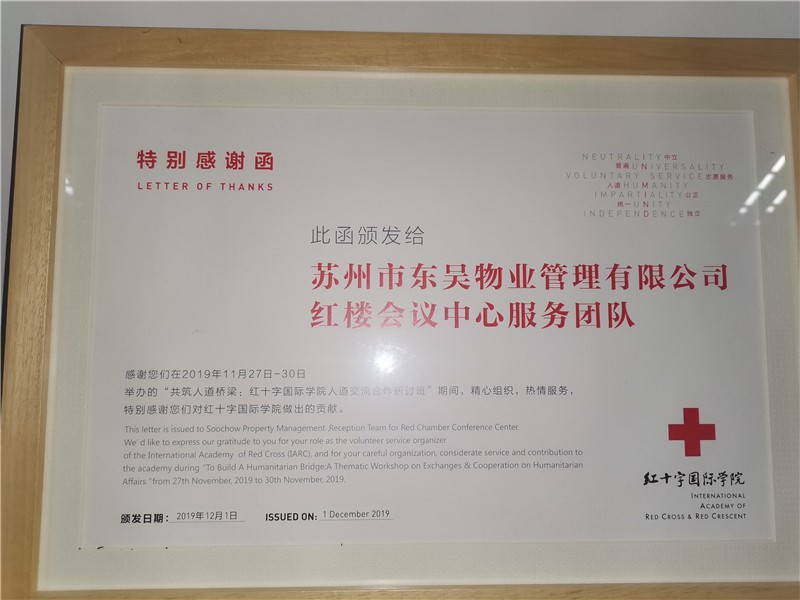 特别感谢函
LETTER OF THANKS
NEUTRALITY中立
普遍UNIVERSALITY
VOLUNTARY SERVICE志愿服务
人道HUMANITY
IMPARTIALITY公正
统一UNITY
INDEPENDENCE独立
此函颁发给
苏州市东吴物业管理有限公司
红楼会议中心服务团队
感谢您们在2019年11月27日-30日
举办的“共筑人道桥梁：红十字国际学院人道交流合作研讨班”期间，精心组织，热情服务，
特别感谢您们对红十字国际学院做出的贡献。
This letter is issued to Soochow Property Management ,Reception Team for Red Chamber Conference Center.
We' d like to express our gratitude to you for your role as the volunteer service organizer
of the International Academy of Red Cross (IARC), and for your careful organization, considerate service and contribution to
the academy during "To Build A Humanitarian Bridge:A Thematic Workshop on Exchanges & Cooperation on Humanitarian
Affairs "from 27th November, 2019 to 30th November, 2019.
颁发日期： 2019年12月1日 ISSUED ON: 1 December 2019
红十字国际学院
INTERNATIONAL
ACADEMY OF
RED CROSS & RED CRESCENT